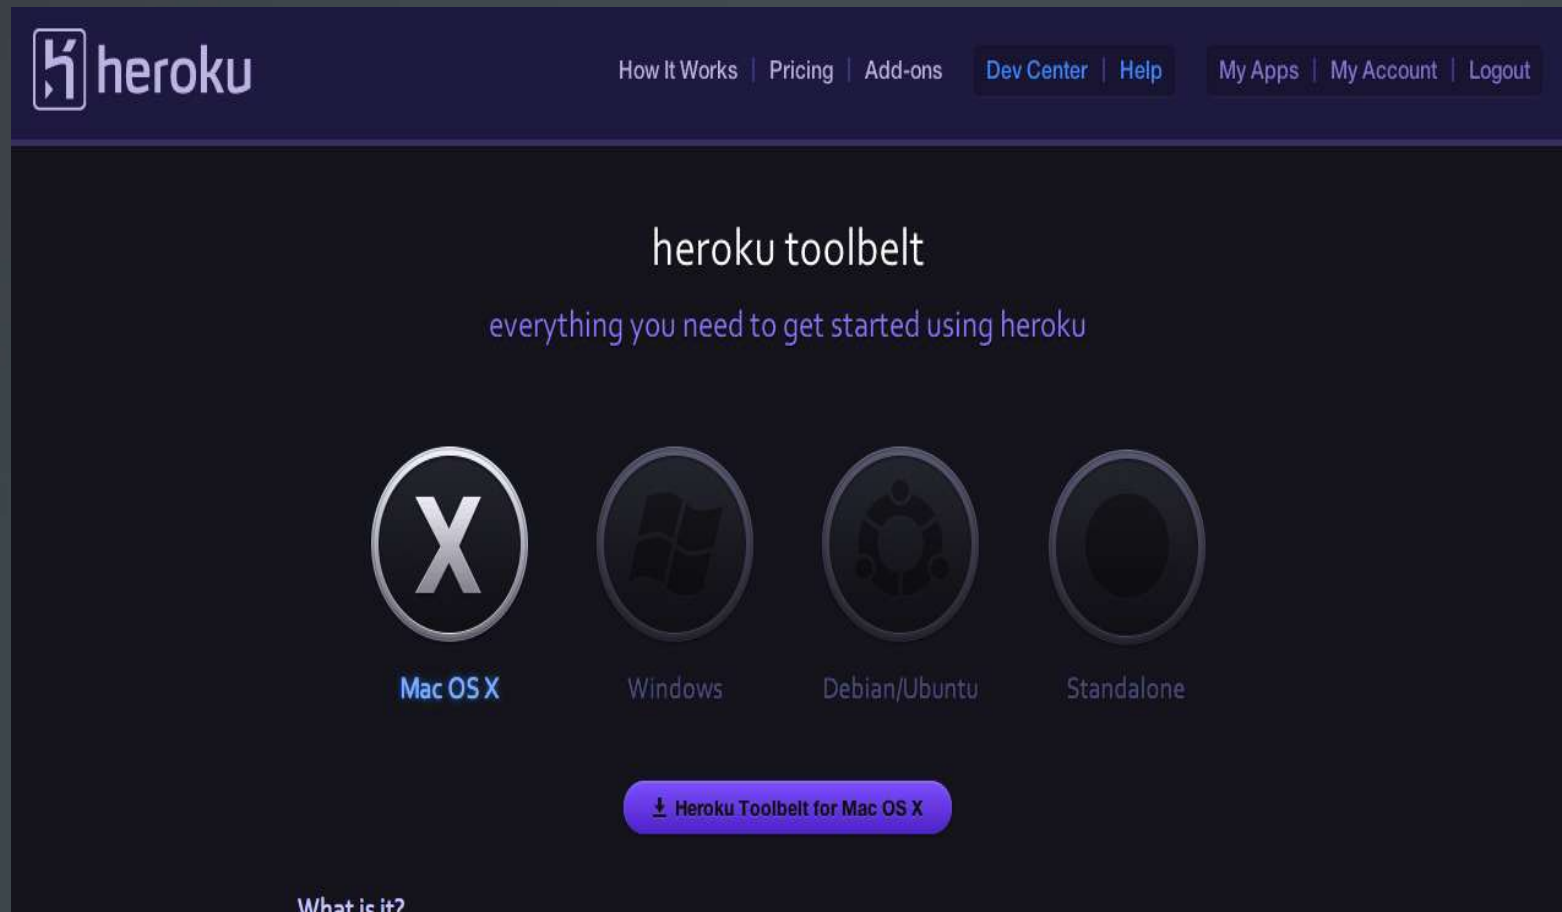 heroku
How It Works | Pricing | Add-ons Dev Center | Help My Apps | My Account | Logout
heroku toolbelt
everything you need to get started using heroku
X
Mac OS X Windows Debian/Ubuntu Standalone
Heroku Toolbelt for Mac OS X
What is it?